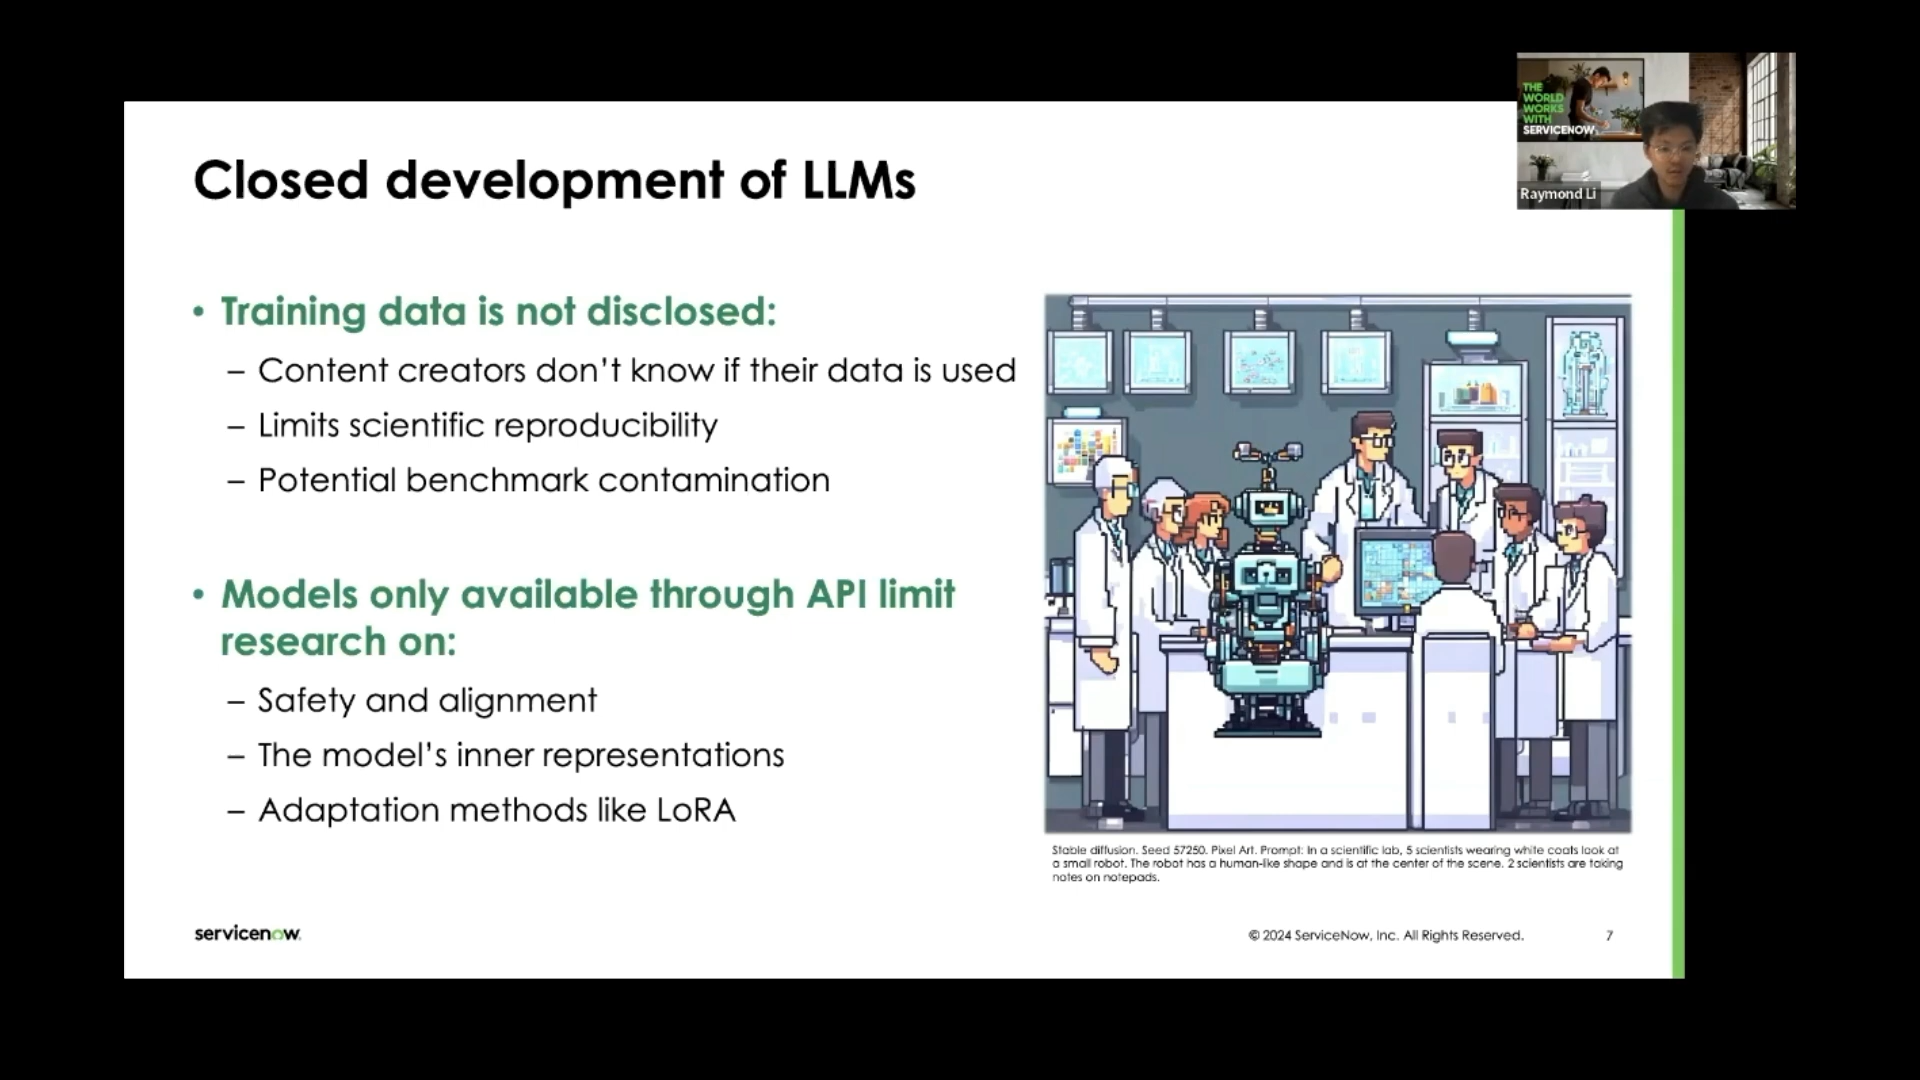 THE
WORLD
WORKS
WITH
SERVICENOW
Raymond Li
Closed development of LLMs
• Training data is not disclosed:
– Content creators don’t know if their data is used
– Limits scientific reproducibility
– Potential benchmark contamination
• Models only available through API limit
research on:
– Safety and alignment
– The model’s inner representations
– Adaptation methods like LoRA
Stable diffusion. Seed 57250. Pixel Art. Prompt: In a scientific lab, 5 scientists wearing white coats look at
a small robot. The robot has a human-like shape and is at the center of the scene. 2 scientists are taking
notes on notepads.
servicenow.
© 2024 ServiceNow, Inc. All Rights Reserved.
7